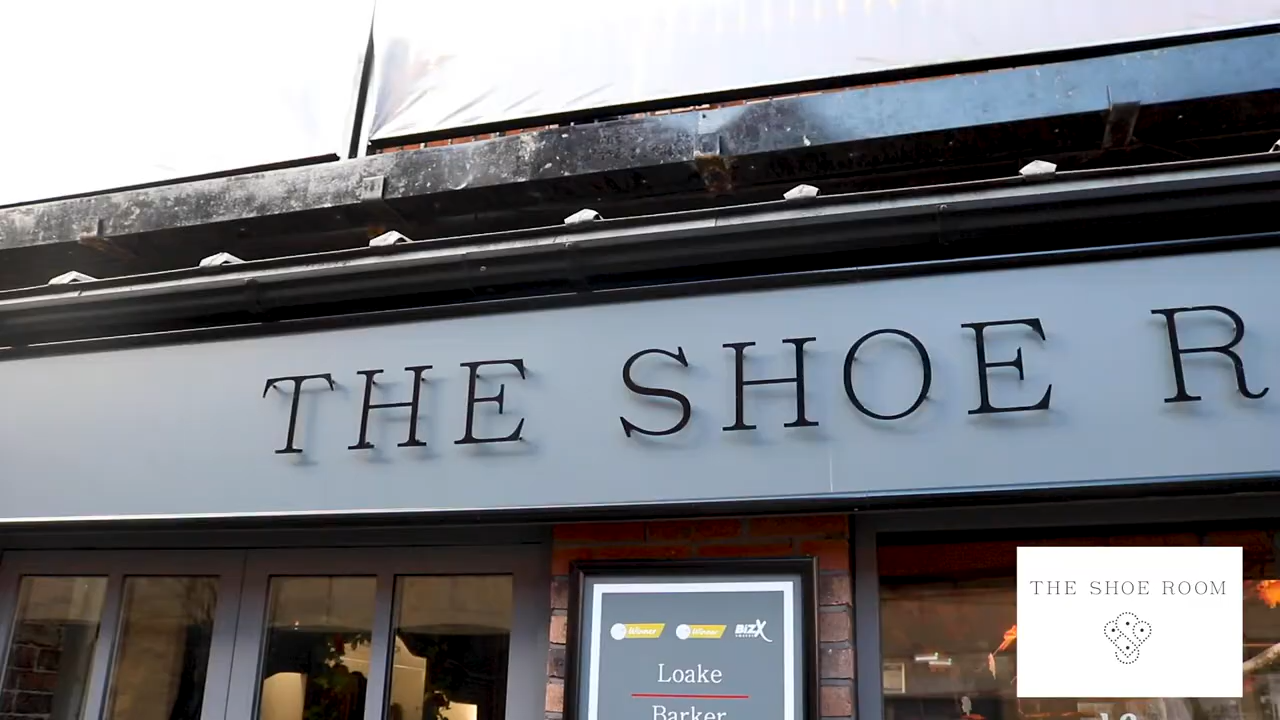 THE SHOE R
THE SHOE ROOM
Winner Winner BizX
Loake
Barker